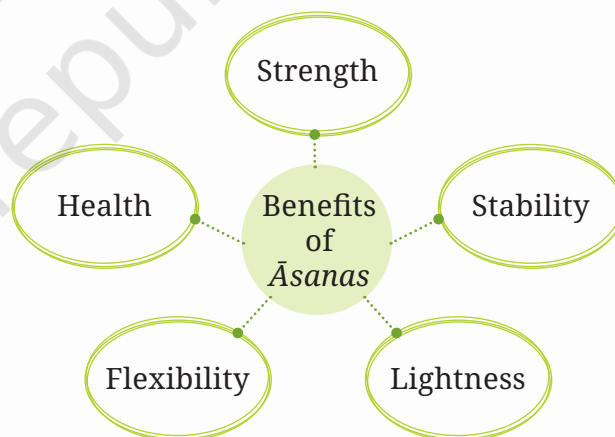 Strength
Health
Benefits
of
Āsanas
Stability
Flexibility
Lightness